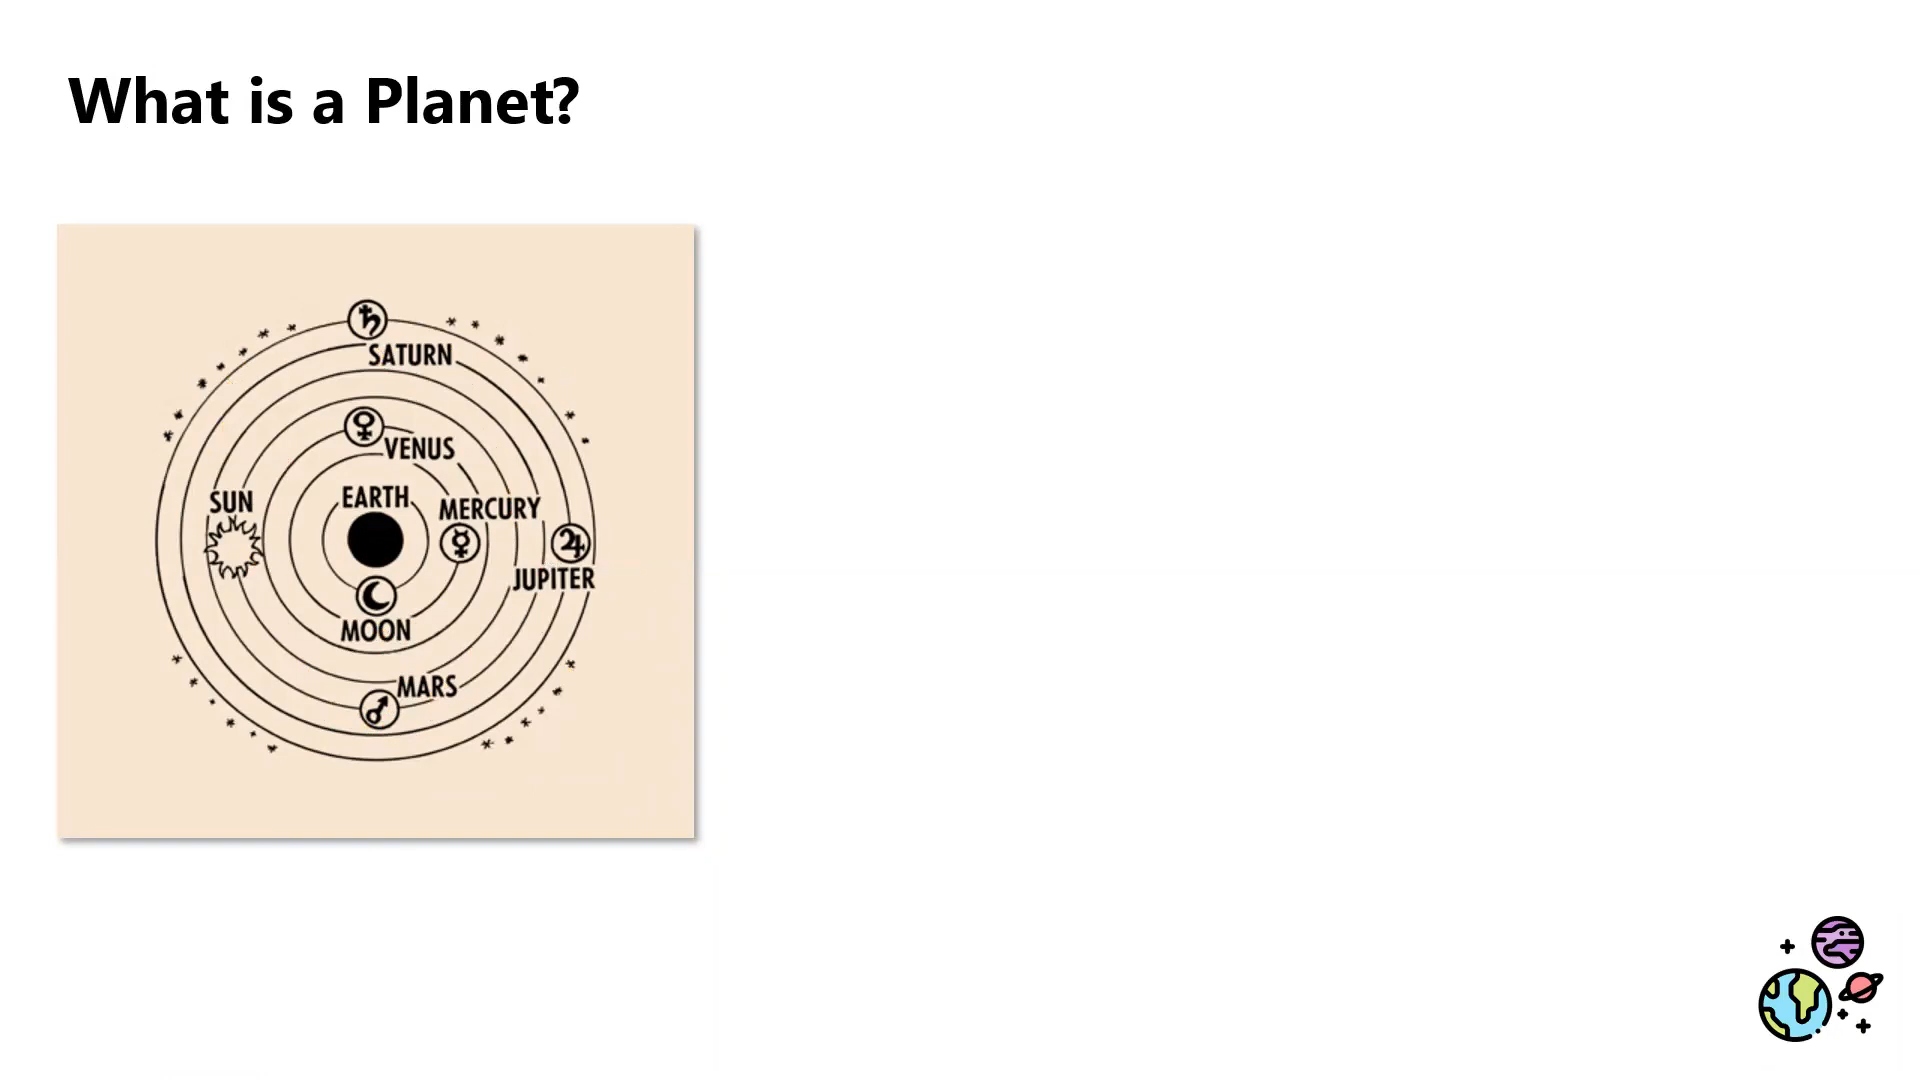 What is a Planet?
SATURN
VENUS
EARTH
SUN
MERCURY
JUPITER
MOON
MARS